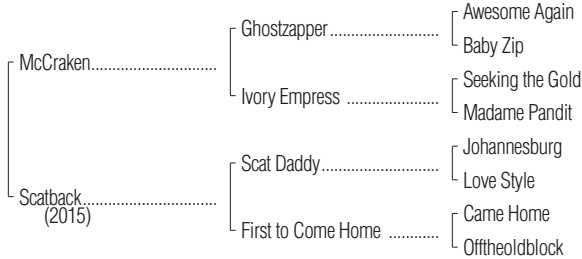 Awesome Again
Ghostzapper
Baby Zip
McCraken
Seeking the Gold
Ivory Empress
Madame Pandit
Johannesburg
Scat Daddy
Love Style
Scatback
(2015)
Came Home
First to Come Home
Offtheoldblock